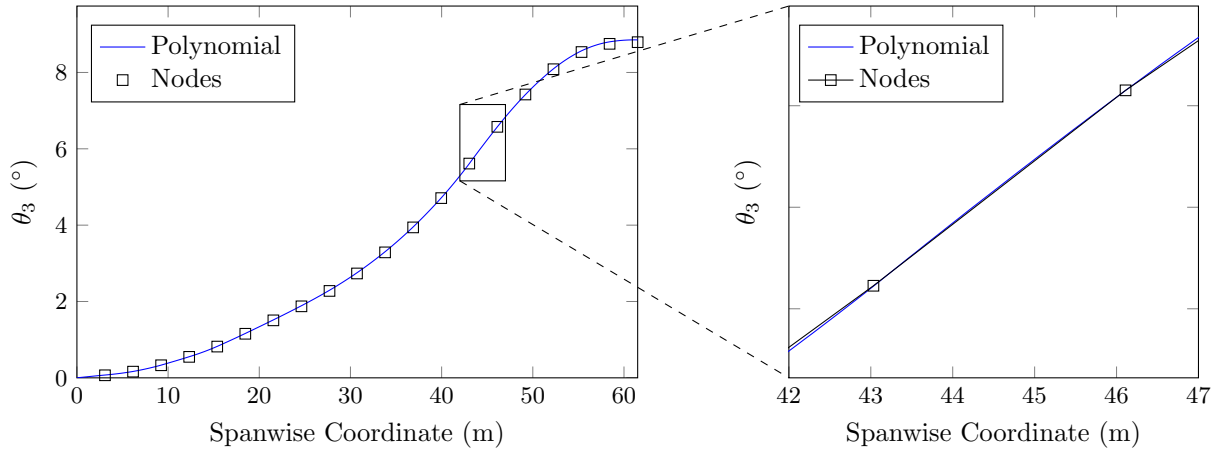 Polynomial
Nodes
θ₃ (°)
8
6
4
2
0
0 10 20 30 40 50 60
Spanwise Coordinate (m)
Polynomial
Nodes
θ₃ (°)
42 43 44 45 46 47
Spanwise Coordinate (m)